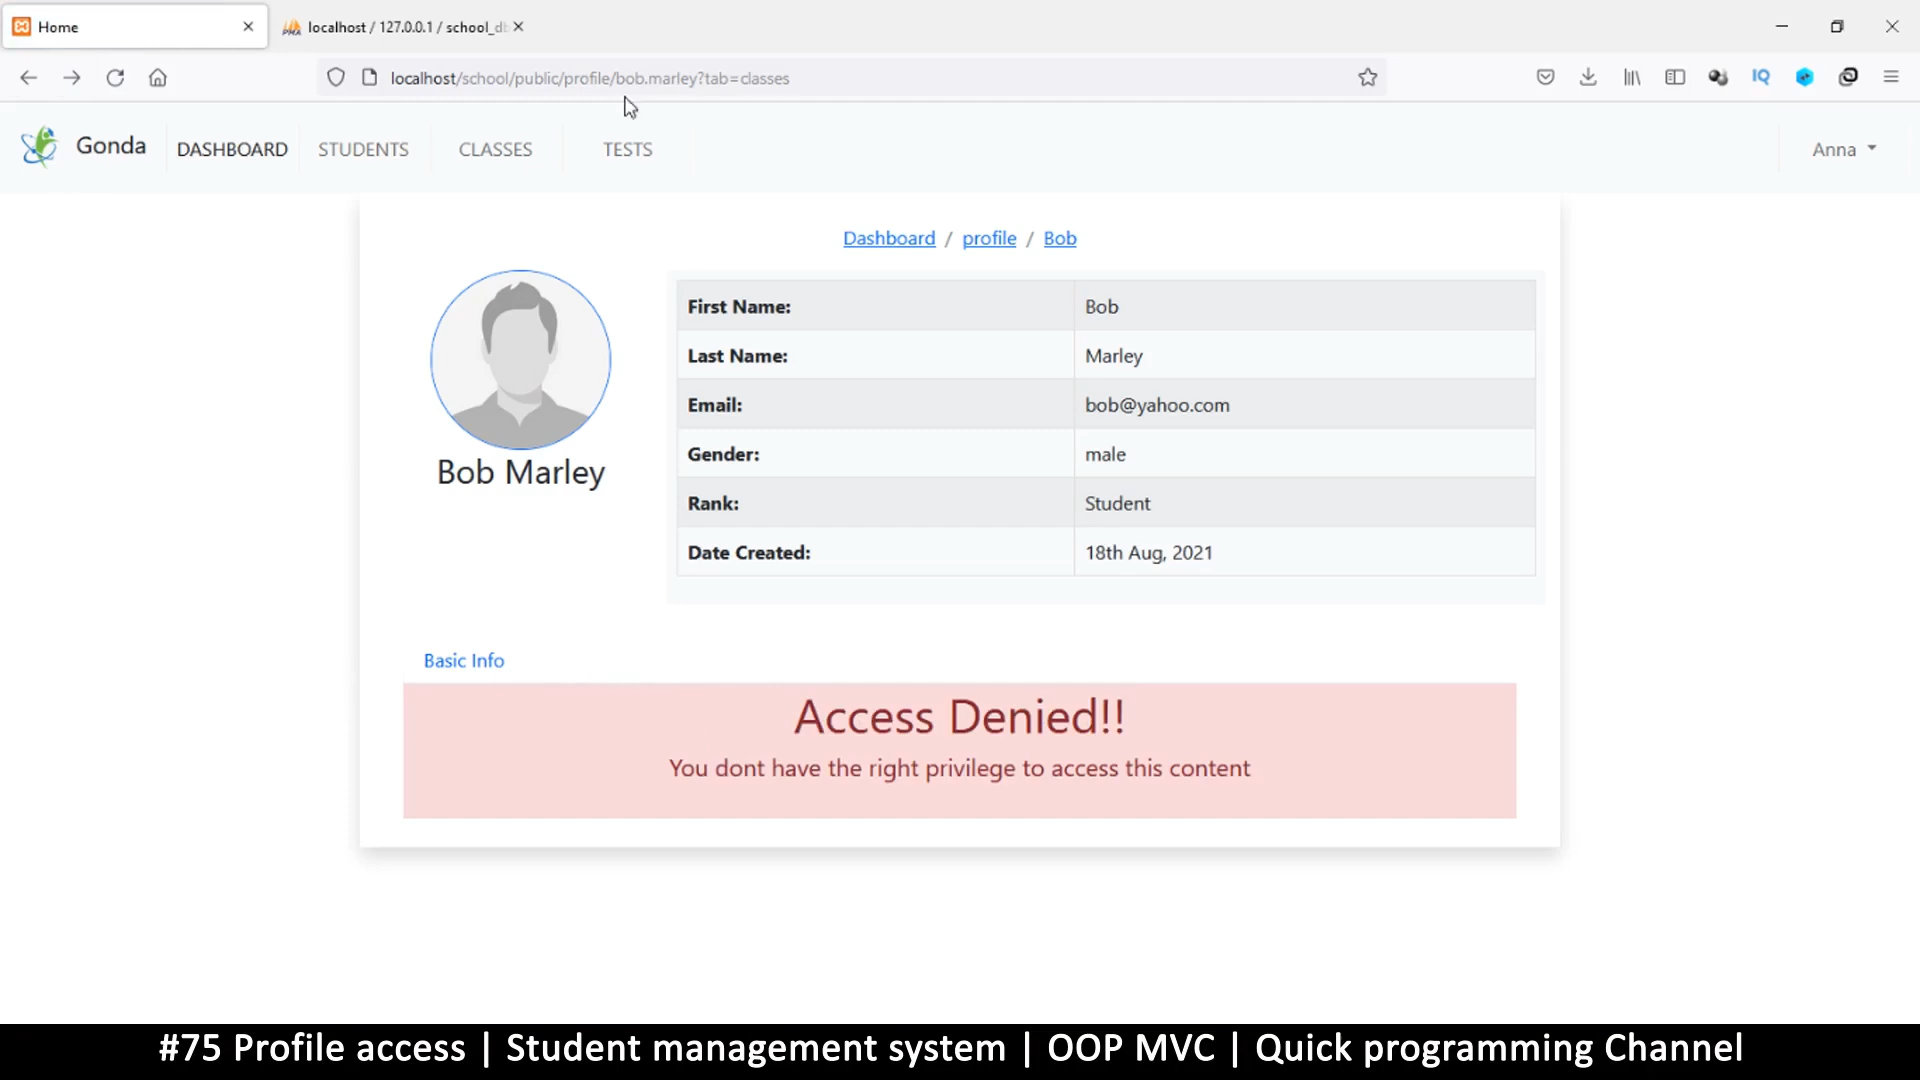 Home
localhost / 127.0.0.1 / school_d
localhost/school/public/profile/bob.marley?tab=classes
IQ
Gonda
DASHBOARD
STUDENTS
CLASSES
TESTS
Anna
Dashboard / profile / Bob
First Name: Bob
Last Name: Marley
Email: bob@yahoo.com
Gender: male
Rank: Student
Date Created: 18th Aug, 2021
Bob Marley
Basic Info
Access Denied!!
You dont have the right privilege to access this content
#75 Profile access | Student management system | OOP MVC | Quick programming Channel